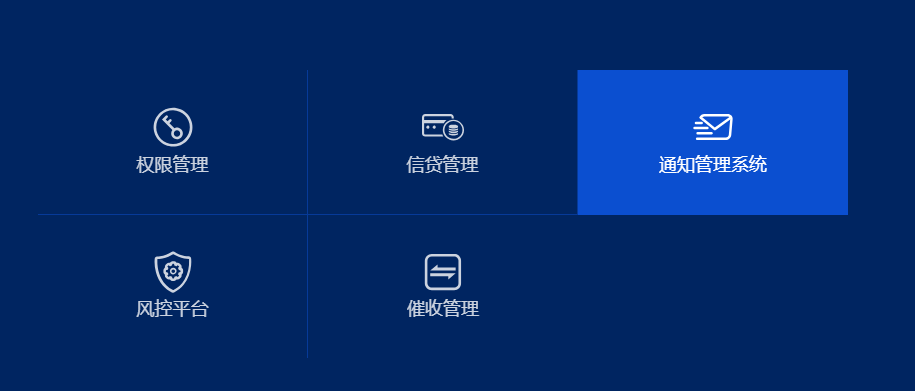 权限管理
信贷管理
通知管理系统
风控平台
催收管理